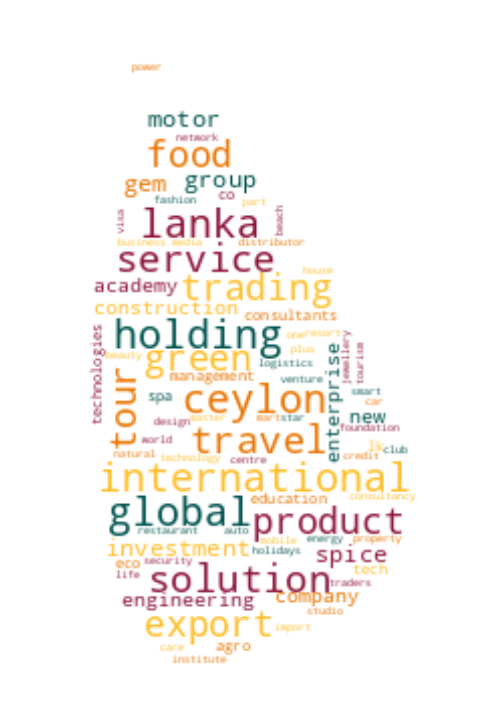 power
motor
network
food
gem group
fashion co part
visa lanka beach
business media distributor
service
house
academy trading
construction consultants
technologies holding one resort
beauty green plus logistics
jewellery tourism
management venture
tour spa ceylon enterprise smart
car
design master mart star new
foundation
world travel
natural technology centre credit lk club
international
education consultancy
global product
restaurant auto
investment mobile energy property
holidays spice
eco security tech
life solution traders
engineering company
studio
export import
care agro
institute